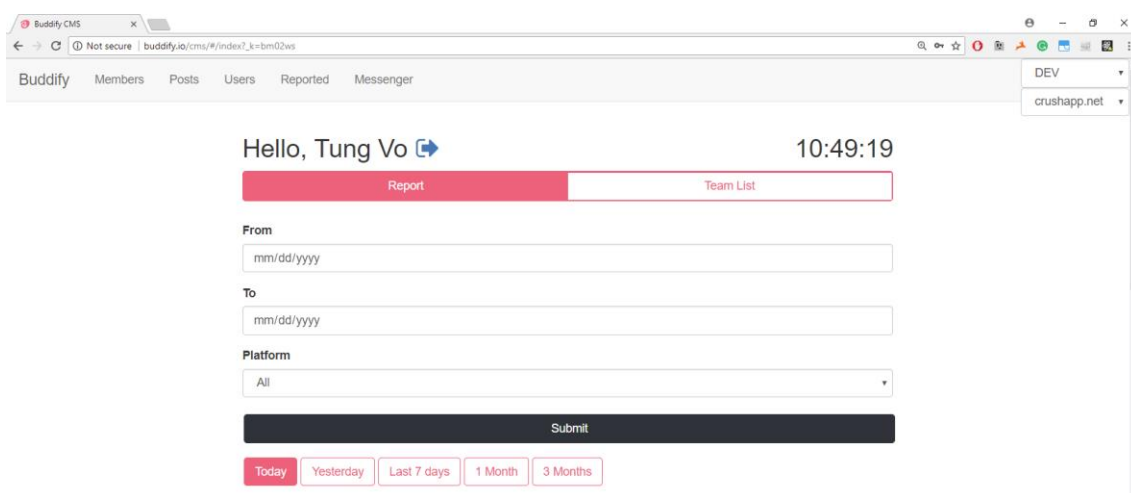 Buddify CMS
Not secure | buddify.io/cms/#/index?_k=bm02ws
Buddify Members Posts Users Reported Messenger
DEV
crushapp.net
Hello, Tung Vo 10:49:19
Report Team List
From
mm/dd/yyyy
To
mm/dd/yyyy
Platform
All
Submit
Today Yesterday Last 7 days 1 Month 3 Months